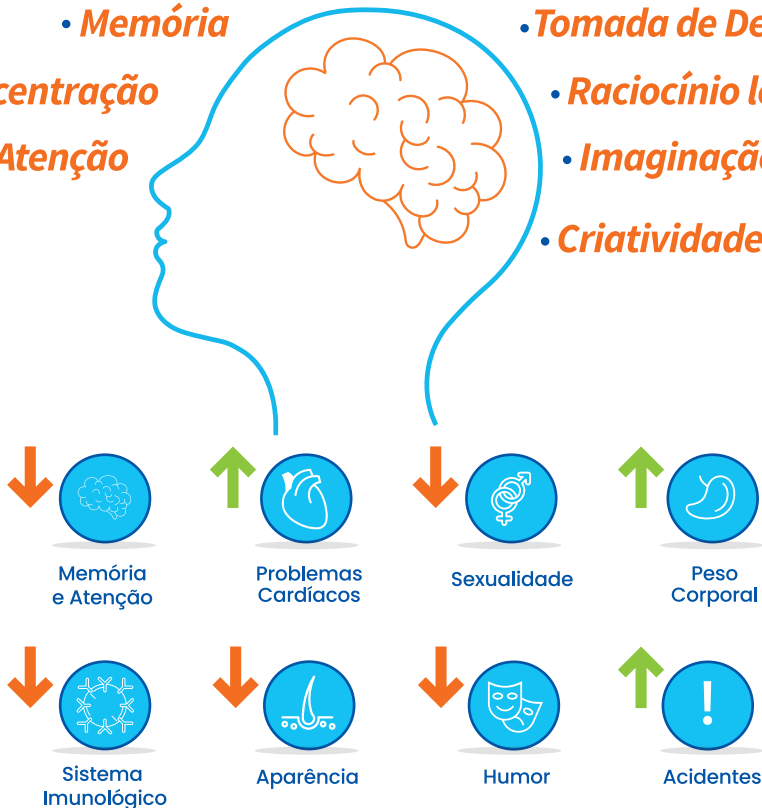 • Memória
• Tomada de De
centração
• Raciocínio
Atenção
• Imaginação
• Criatividade
Memória
e Atenção
Problemas
Cardíacos
Sexualidade
Peso
Corporal
Sistema
Imunológico
Aparência
Humor
Acidentes